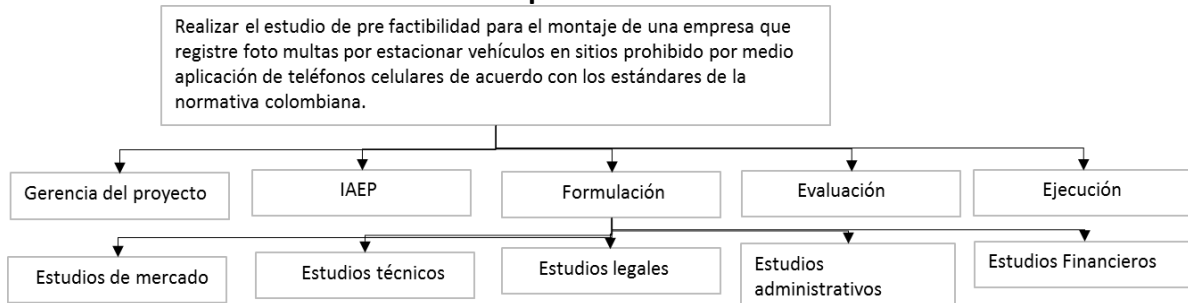 Realizar el estudio de pre factibilidad para el montaje de una empresa que
registre foto multas por estacionar vehículos en sitios prohibido por medio
aplicación de teléfonos celulares de acuerdo con los estándares de la
normativa colombiana.
Gerencia del proyecto
IAEP
Formulación
Evaluación
Ejecución
Estudios de mercado
Estudios técnicos
Estudios legales
Estudios
administrativos
Estudios Financieros